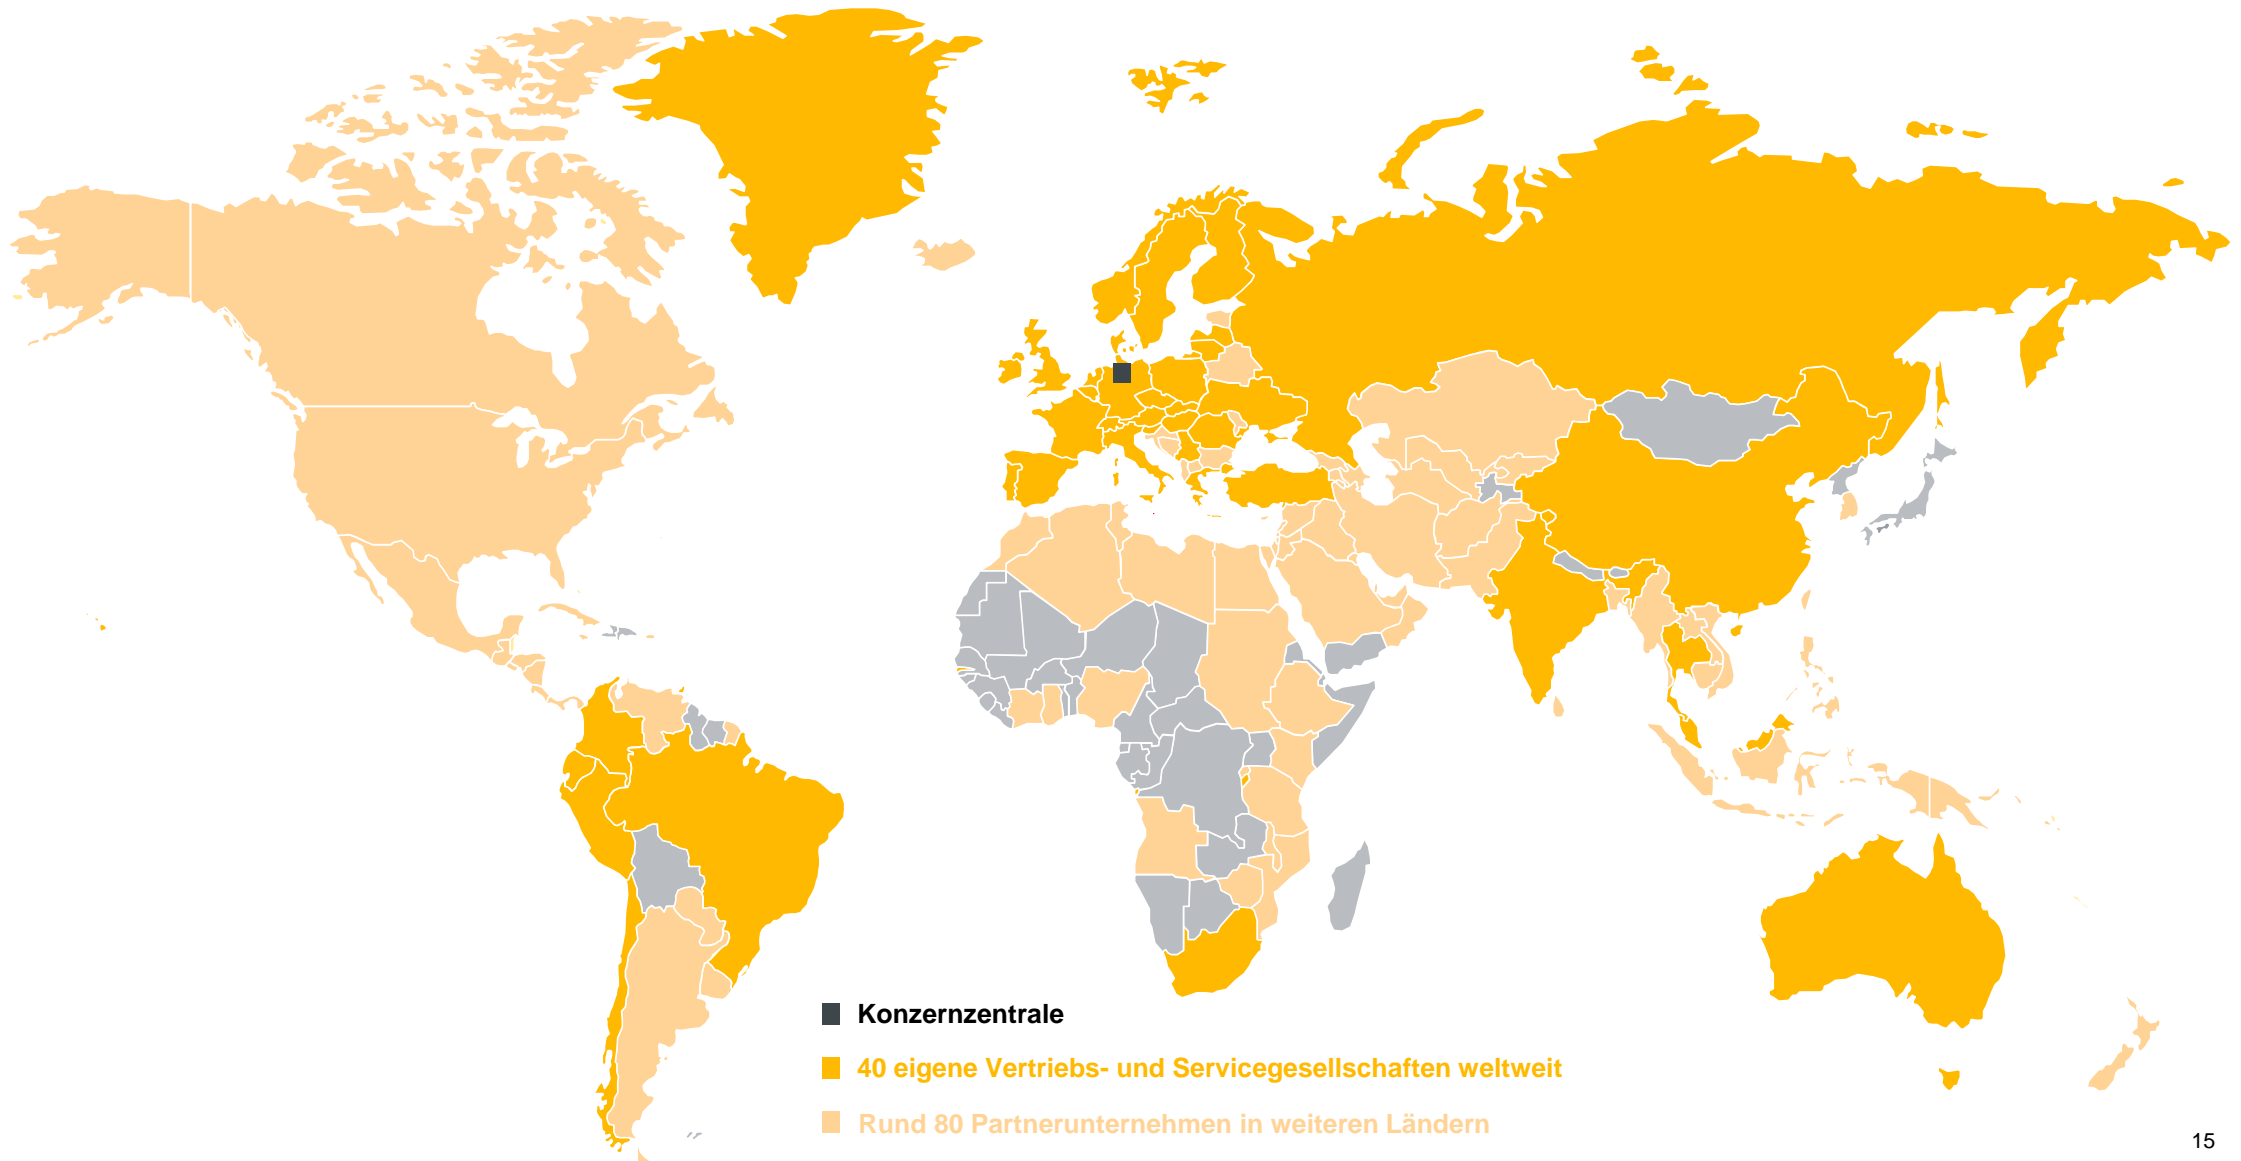 Konzernzentrale
40 eigene Vertriebs- und Servicegesellschaften weltweit
Rund 80 Partnerunternehmen in weiteren Ländern
15